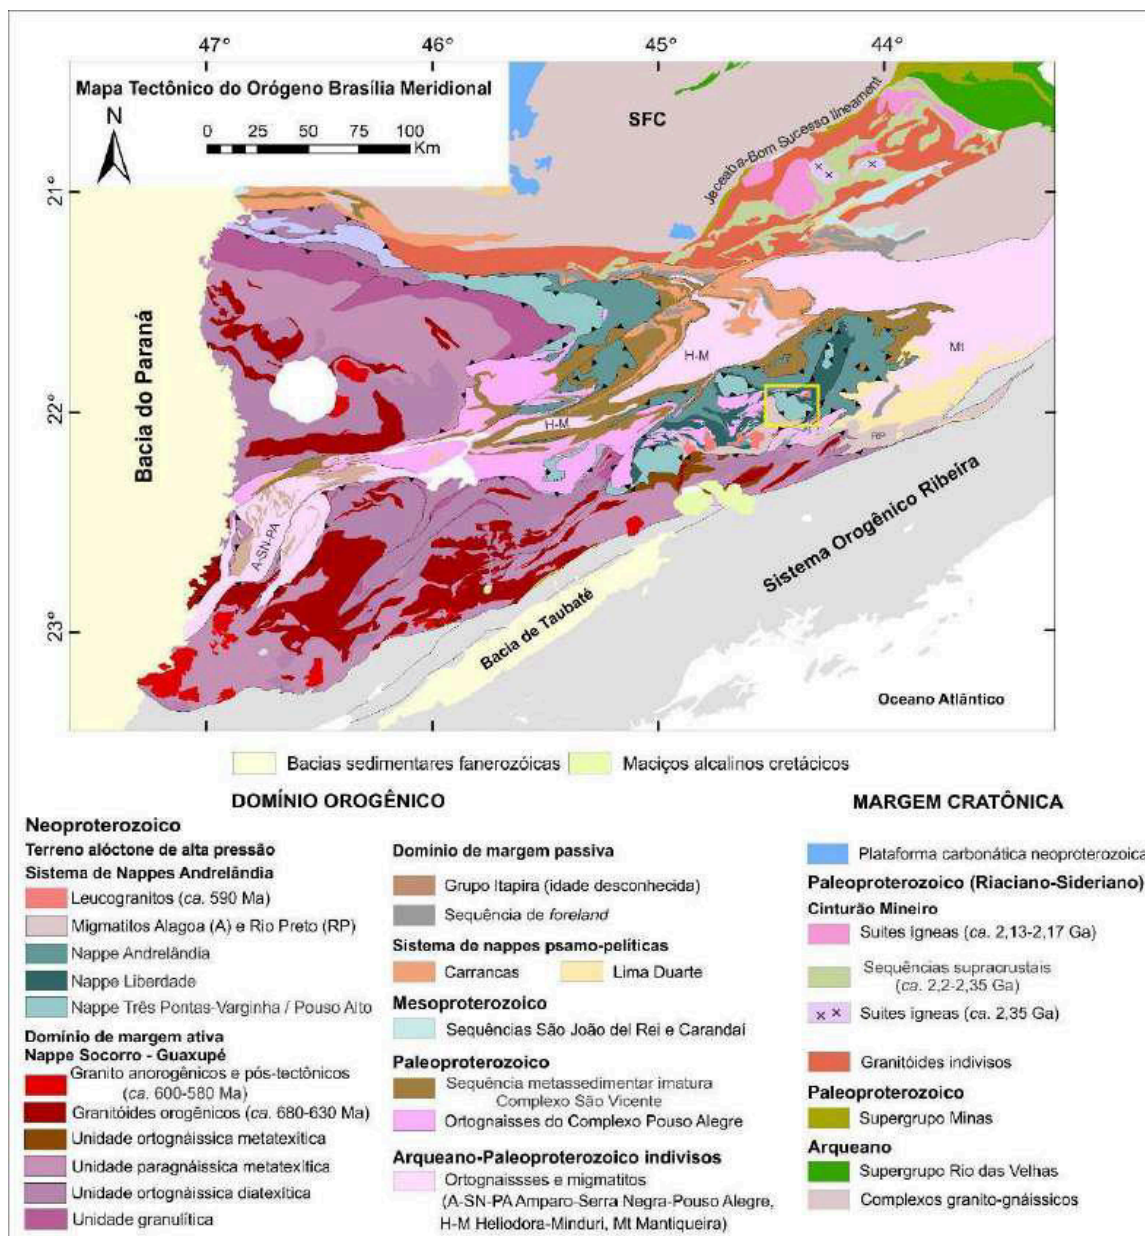 47°
46°
45°
44°
Mapa Tectônico do Orógeno Brasília Meridional
N
0 25 50 75 100
Km
SFC
Jeceaba-Bom Sucesso lineament
21°
22°
23°
Bacia do Paraná
H-M
H-M
Mt
RP
A-SN-PA
Bacia de Taubaté
Sistema Orogênico Ribeira
Oceano Atlântico
Bacias sedimentares fanerozóicas
Maciços alcalinos cretácicos
DOMÍNIO OROGÊNICO
Neoproterozoico
Terreno alóctone de alta pressão
Sistema de Nappes Andrelândia
Leucogranitos (ca. 590 Ma)
Migmatitos Alagoa (A) e Rio Preto (RP)
Nappe Andrelândia
Nappe Liberdade
Nappe Três Pontas-Varginha / Pouso Alto
Domínio de margem ativa
Nappe Socorro - Guaxupé
Granito anorogênicos e pós-tectônicos
(ca. 600-580 Ma)
Granitóides orogênicos (ca. 680-630 Ma)
Unidade ortognáissica metatexítica
Unidade paragnáissica metatexítica
Unidade ortognáissica diatexítica
Unidade granulítica
Domínio de margem passiva
Grupo Itapira (idade desconhecida)
Sequência de foreland
Sistema de nappes psamo-pelíticas
Carrancas
Lima Duarte
Mesoproterozoico
Sequências São João del Rei e Carandaí
Paleoproterozoico
Sequência metassedimentar imatura
Complexo São Vicente
Ortognaisses do Complexo Pouso Alegre
Arqueano-Paleoproterozoico indivisos
Ortognaissses e migmatitos
(A-SN-PA Amparo-Serra Negra-Pouso Alegre,
H-M Heliodora-Minduri, Mt Mantiqueira)
MARGEM CRATÔNICA
Plataforma carbonática neoproterozoica
Paleoproterozoico (Riaciano-Sideriano)
Cinturão Mineiro
Suites ígneas (ca. 2,13-2,17 Ga)
Sequências supracrustais
(ca. 2,2-2,35 Ga)
Suites ígneas (ca. 2,35 Ga)
Granitóides indivisos
Paleoproterozoico
Supergrupo Minas
Arqueano
Supergrupo Rio das Velhas
Complexos granito-gnáissicos